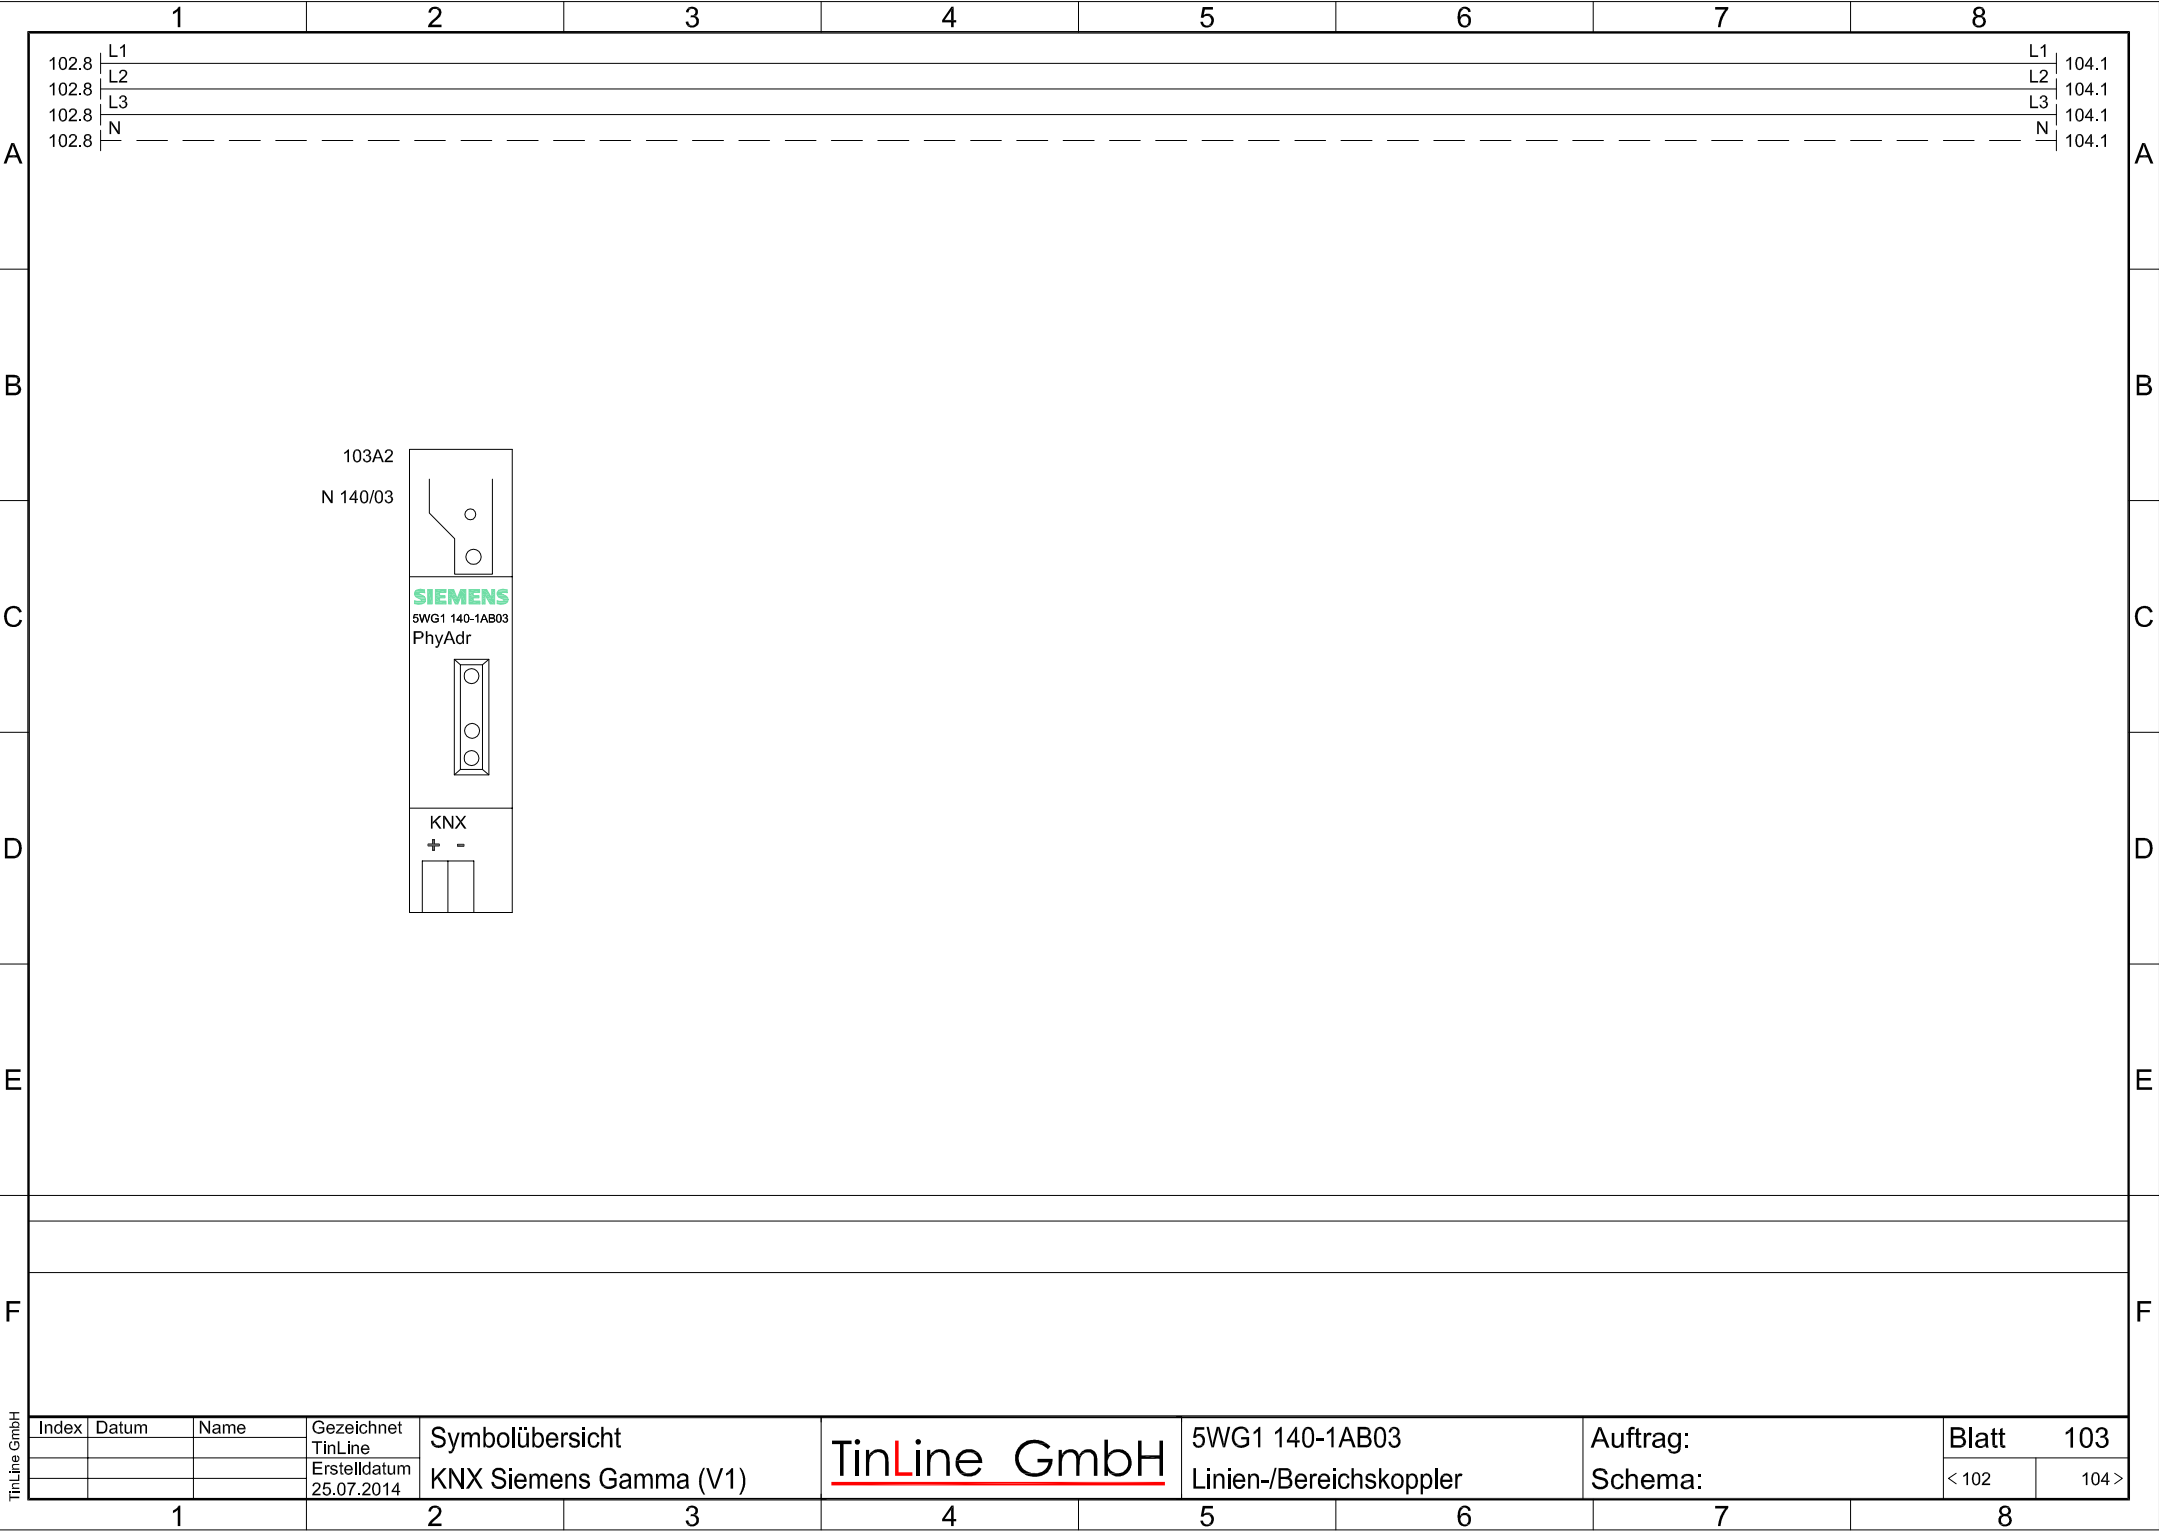 1 2 3 4 5 6 7 8
L1 L1
102.8 104.1
L2 L2
102.8 104.1
L3 L3
102.8 104.1
N N
102.8 104.1
A A
B B
103A2
N 140/03
SIEMENS
5WG1 140-1AB03
C C
PhyAdr
KNX
+ -
D D
E E
F F
TinLine GmbH
Index Datum Name Gezeichnet
TinLine
Erstelldatum
25.07.2014
Symbolübersicht
KNX Siemens Gamma (V1)
TinLine GmbH
5WG1 140-1AB03
Linien-/Bereichskoppler
Auftrag:
Schema:
Blatt 103
< 102 104 >
1 2 3 4 5 6 7 8